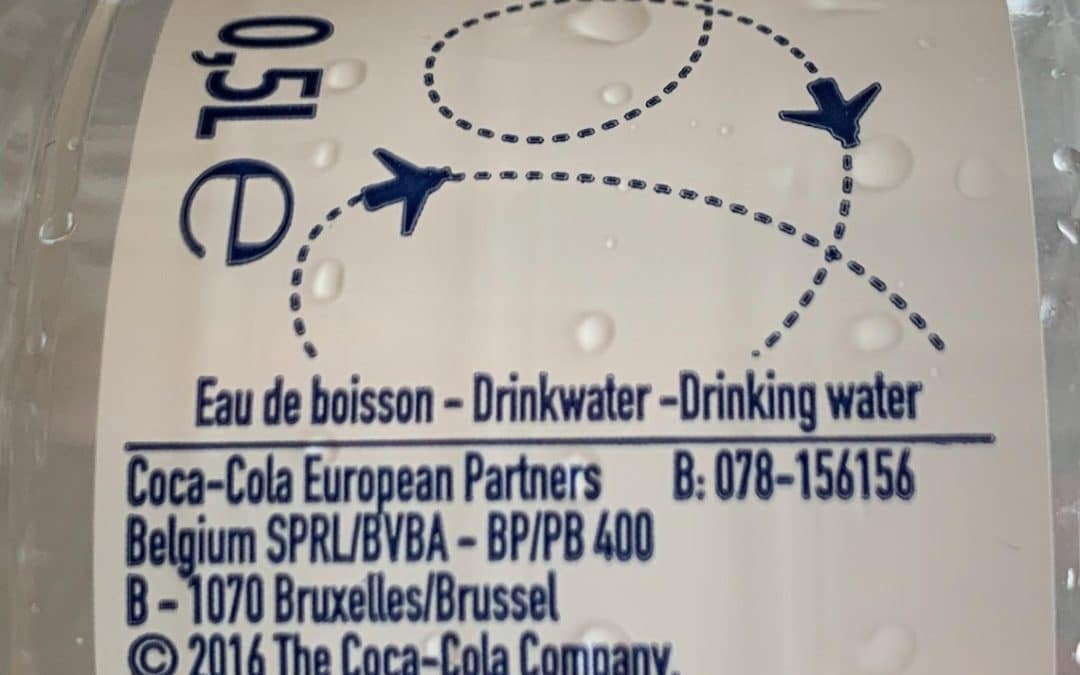 0,5L e
Eau de boisson - Drinkwater -Drinking water
Coca-Cola European Partners B: 078-156156
Belgium SPRL/BVBA - BP/PB 400
B - 1070 Bruxelles/Brussel
© 2016 The Coca-Cola Company.